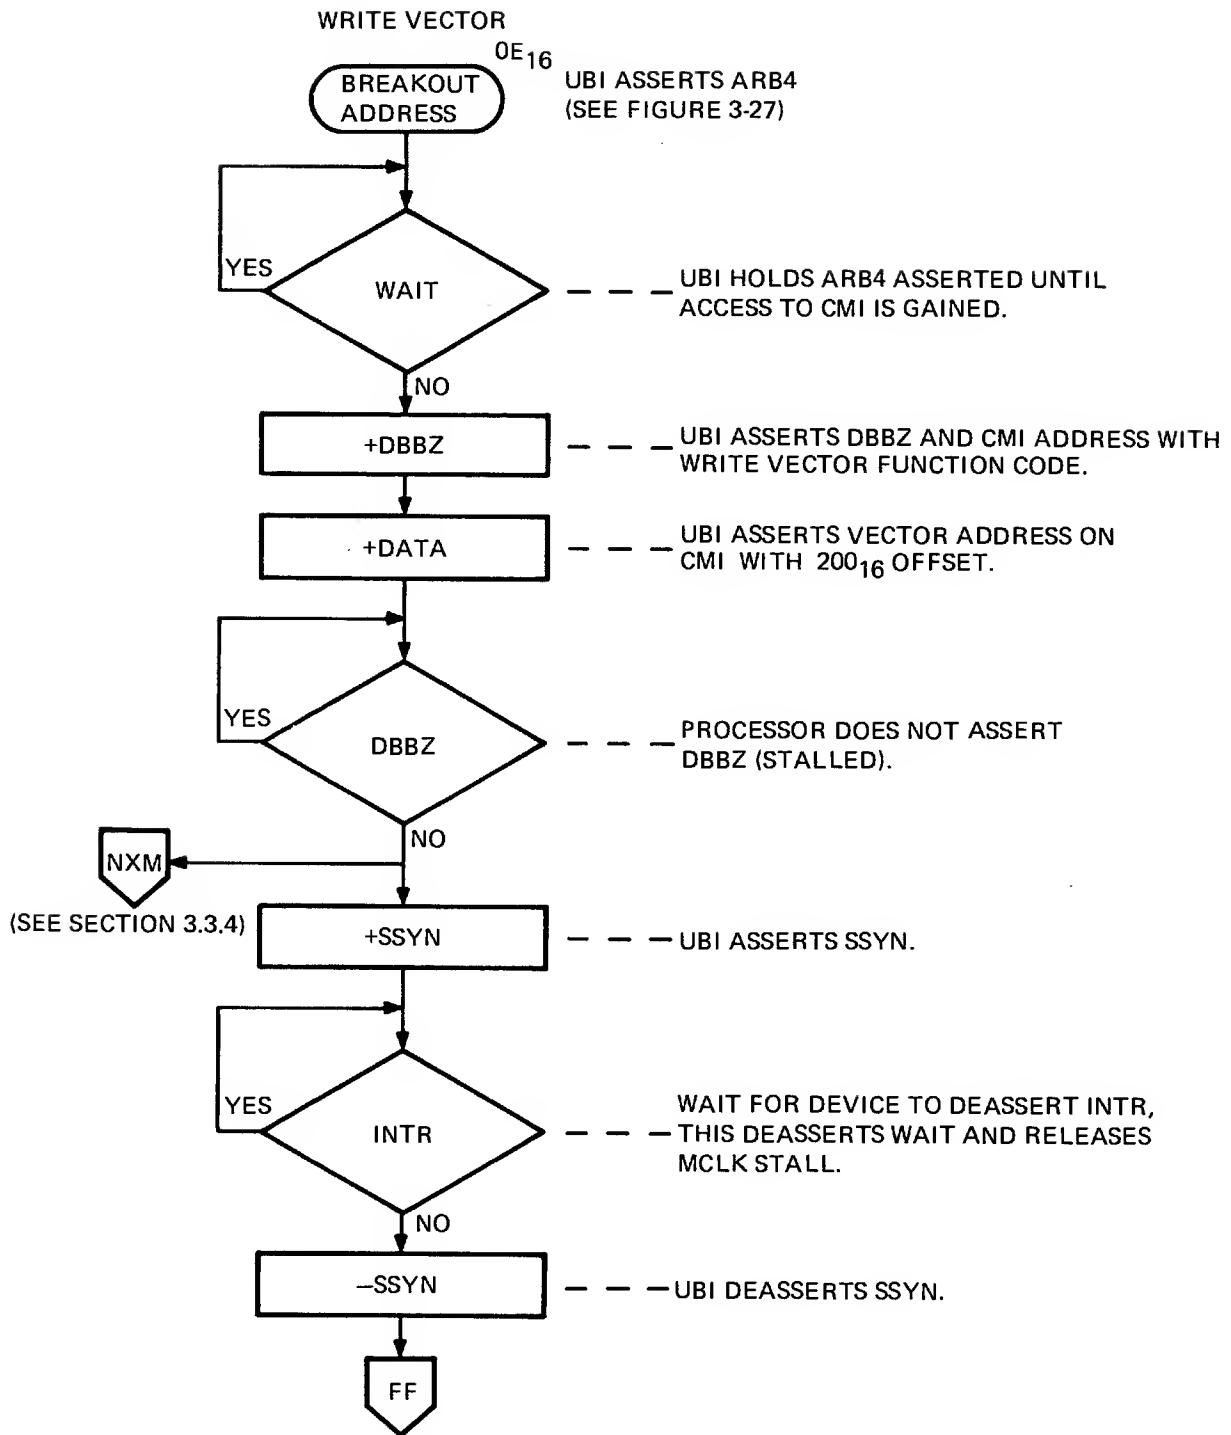 WRITE VECTOR
0E16
BREAKOUT
ADDRESS
UBI ASSERTS ARB4
(SEE FIGURE 3-27)
YES
WAIT
UBI HOLDS ARB4 ASSERTED UNTIL
ACCESS TO CMI IS GAINED.
NO
+DBBZ
UBI ASSERTS DBBZ AND CMI ADDRESS WITH
WRITE VECTOR FUNCTION CODE.
+DATA
UBI ASSERTS VECTOR ADDRESS ON
CMI WITH 20016 OFFSET.
YES
DBBZ
PROCESSOR DOES NOT ASSERT
DBBZ (STALLED).
NO
NXM
(SEE SECTION 3.3.4)
+SSYN
UBI ASSERTS SSYN.
YES
INTR
WAIT FOR DEVICE TO DEASSERT INTR,
THIS DEASSERTS WAIT AND RELEASES
MCLK STALL.
NO
–SSYN
UBI DEASSERTS SSYN.
FF